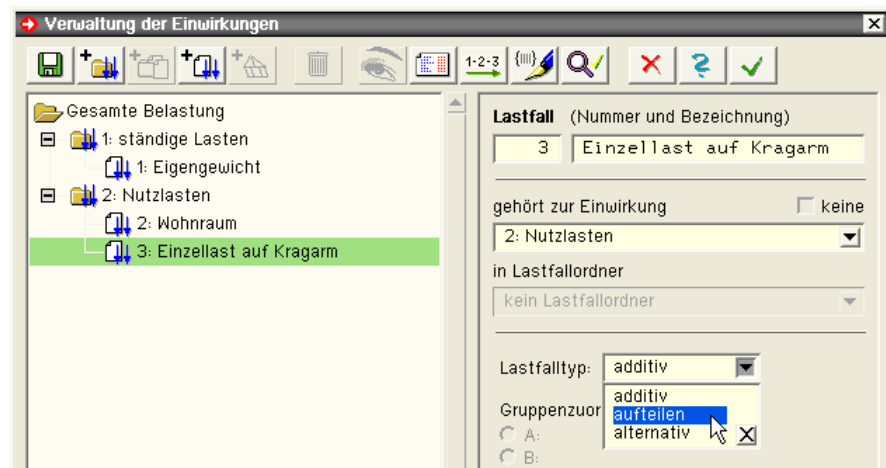 Verwaltung der Einwirkungen
1-2-3
Gesamte Belastung
1: ständige Lasten
1: Eigengewicht
2: Nutzlasten
2: Wohnraum
3: Einzellast auf Kragarm
Lastfall (Nummer und Bezeichnung)
3 Einzellast auf Kragarm
gehört zur Einwirkung keine
2: Nutzlasten
in Lastfallordner
kein Lastfallordner
Lastfalltyp: additiv
additiv
Gruppenzuor aufteilen
A: alternativ
B: